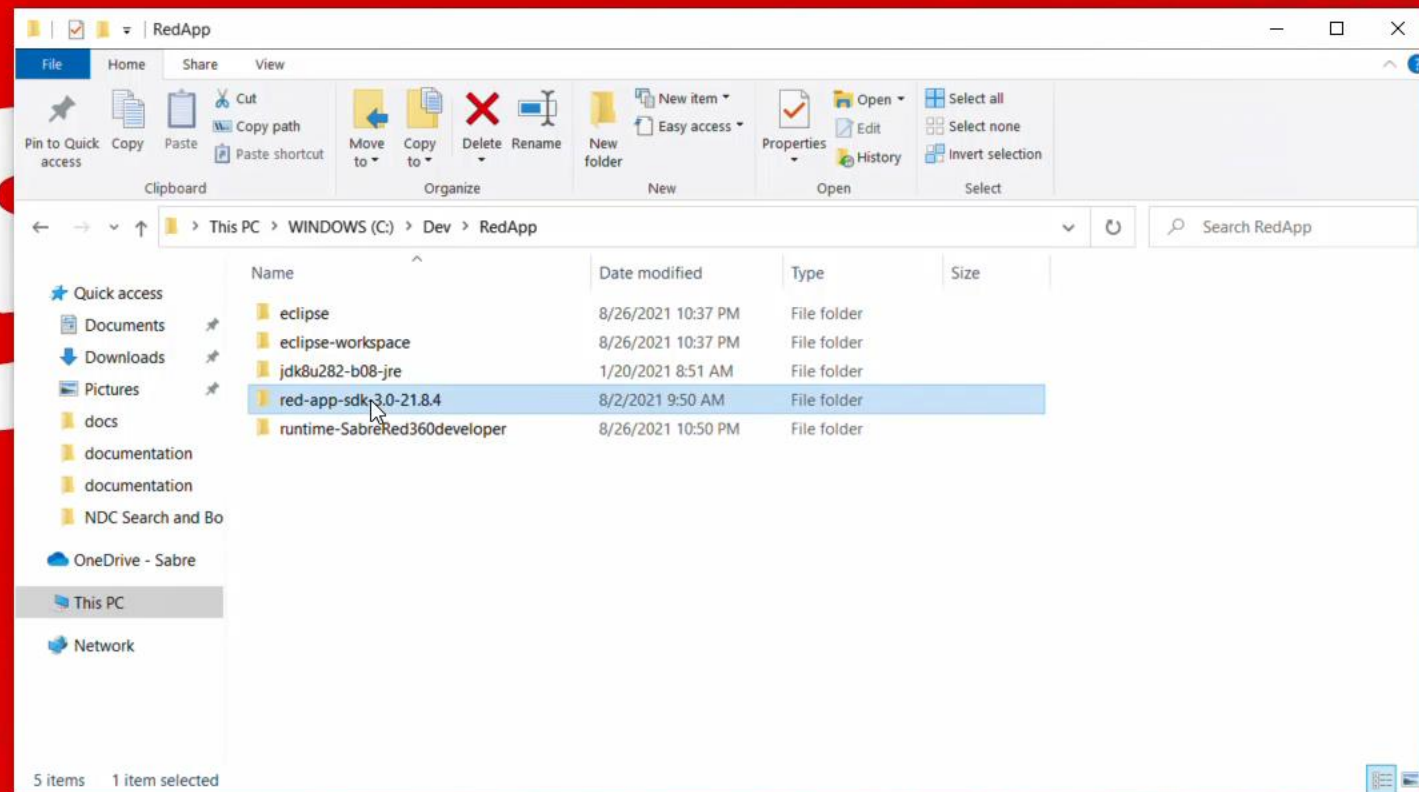 RedApp
File Home Share View
Pin to Quick access
Copy
Paste
Cut
Copy path
Paste shortcut
Clipboard
Move to
Copy to
Delete
Rename
Organize
New folder
New item
Easy access
New
Properties
Open
Edit
History
Open
Select all
Select none
Invert selection
Select
This PC > WINDOWS (C:) > Dev > RedApp
Search RedApp
Quick access
Documents
Downloads
Pictures
docs
documentation
documentation
NDC Search and Bo
OneDrive - Sabre
This PC
Network
Name Date modified Type Size
eclipse 8/26/2021 10:37 PM File folder
eclipse-workspace 8/26/2021 10:37 PM File folder
jdk8u282-b08-jre 1/20/2021 8:51 AM File folder
red-app-sdk-3.0-21.8.4 8/2/2021 9:50 AM File folder
runtime-SabreRed360developer 8/26/2021 10:50 PM File folder
5 items 1 item selected